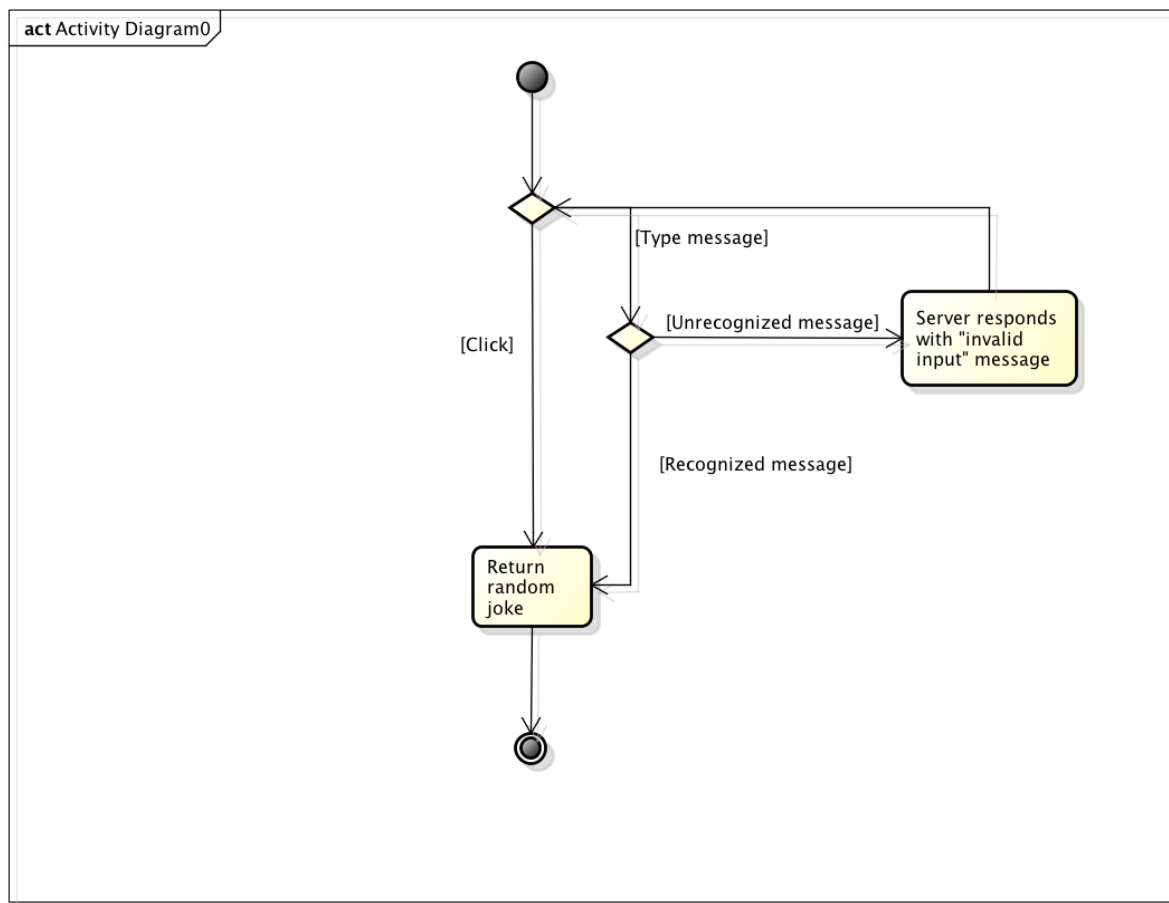 act Activity Diagram0
[Type message]
[Unrecognized message]
Server responds
with "invalid
input" message
[Click]
[Recognized message]
Return
random
joke